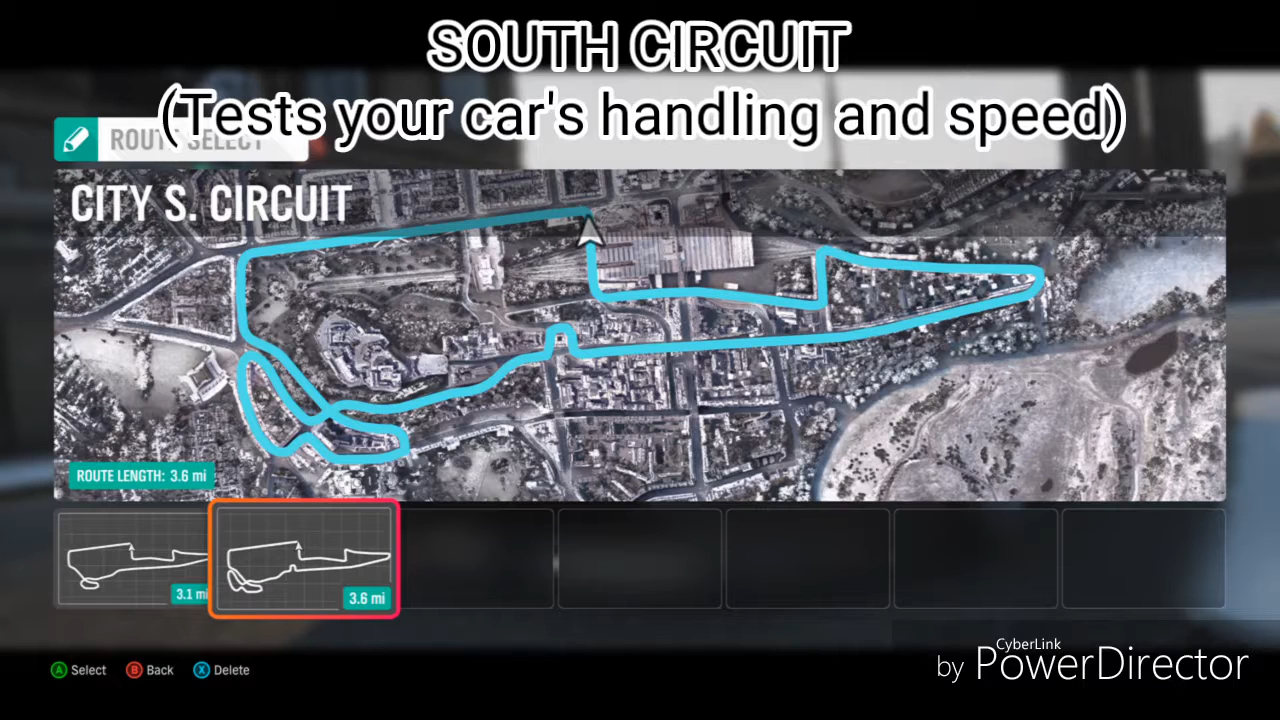 SOUTH CIRCUIT
(Tests your car's handling and speed)
ROUTE SELECT
CITY S. CIRCUIT
ROUTE LENGTH: 3.6 mi
3.1 mi
3.6 mi
A Select B Back X Delete
CyberLink
by PowerDirector